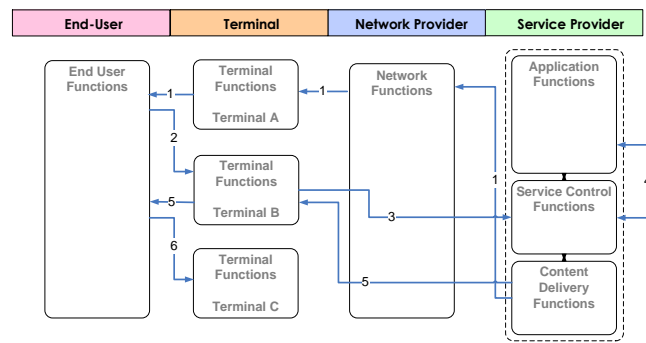 End-User
Terminal
Network Provider
Service Provider
End User
Functions
Terminal
Functions
Terminal A
Network
Functions
Application
Functions
1
1
2
Terminal
Functions
Terminal B
1
Service Control
Functions
5
3
6
Terminal
Functions
Terminal C
5
Content
Delivery
Functions